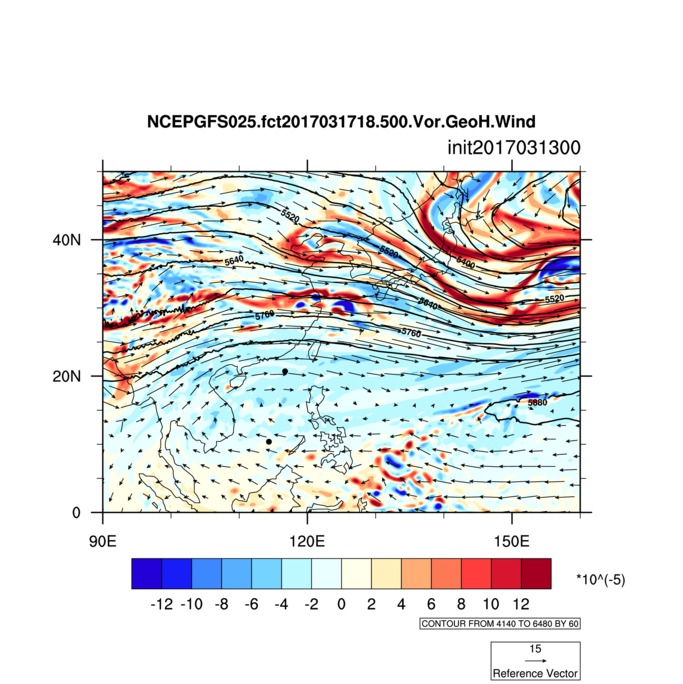 NCEPGFS025.fct2017031718.500.Vor.GeoH.Wind
init2017031300
5520
40N
5520
5400
5640
5640
5520
5760
5760
20N
5880
0
90E 120E 150E
-12 -10 -8 -6 -4 -2 0 2 4 6 8 10 12
*10^(-5)
CONTOUR FROM 4140 TO 6480 BY 60
15
Reference Vector